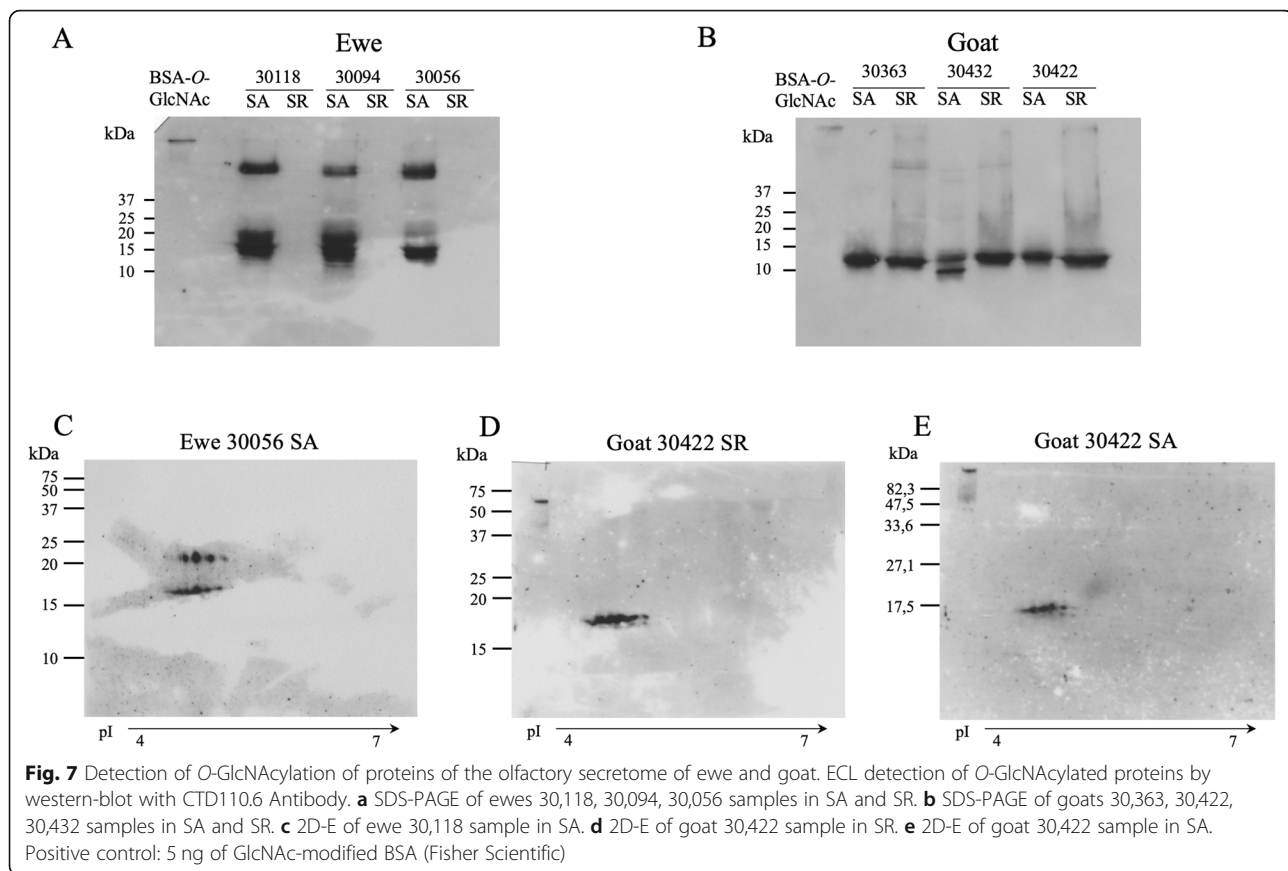 A
Ewe
BSA-O-GlcNAc
30118 30094 30056
SA SR SA SR SA SR
kDa
37
25
20
15
10
B
Goat
BSA-O-GlcNAc
30363 30432 30422
SA SR SA SR SA SR
kDa
37
25
20
15
10
C
Ewe 30056 SA
kDa
75
50
37
25
20
15
10
pI
4 7
D
Goat 30422 SR
kDa
75
50
37
25
20
15
pI
4 7
E
Goat 30422 SA
kDa
82,3
47,5
33,6
27,1
17,5
pI
4 7
Fig. 7 Detection of O-GlcNAcylation of proteins of the olfactory secretome of ewe and goat. ECL detection of O-GlcNAcylated proteins by
western-blot with CTD110.6 Antibody. a SDS-PAGE of ewes 30,118, 30,094, 30,056 samples in SA and SR. b SDS-PAGE of goats 30,363, 30,422,
30,432 samples in SA and SR. c 2D-E of ewe 30,118 sample in SA. d 2D-E of goat 30,422 sample in SR. e 2D-E of goat 30,422 sample in SA.
Positive control: 5 ng of GlcNAc-modified BSA (Fisher Scientific)